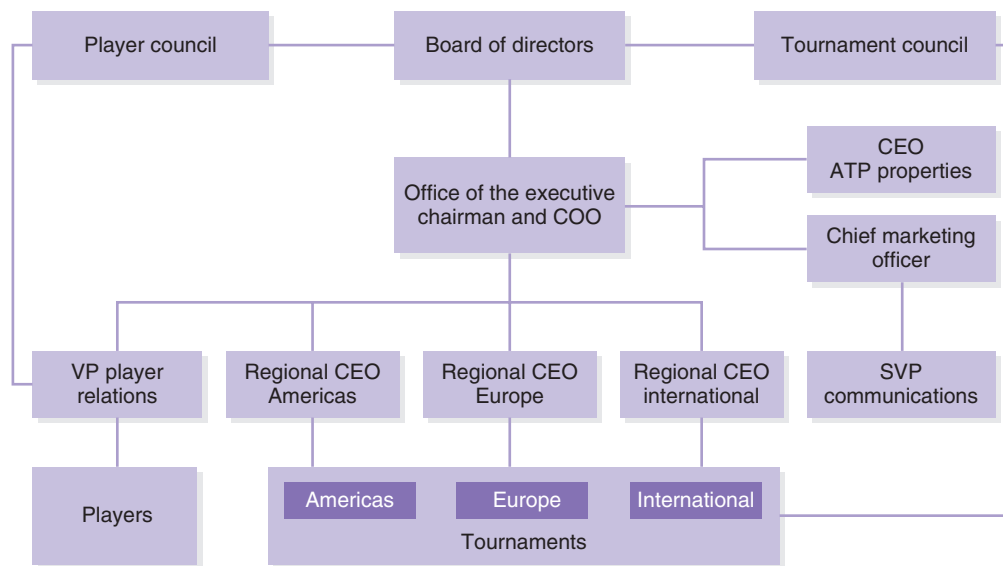 Player council
Board of directors
Tournament council
CEO
ATP properties
Office of the executive
chairman and COO
Chief marketing
officer
VP player
relations
Regional CEO
Americas
Regional CEO
Europe
Regional CEO
international
SVP
communications
Players
Americas
Europe
International
Tournaments